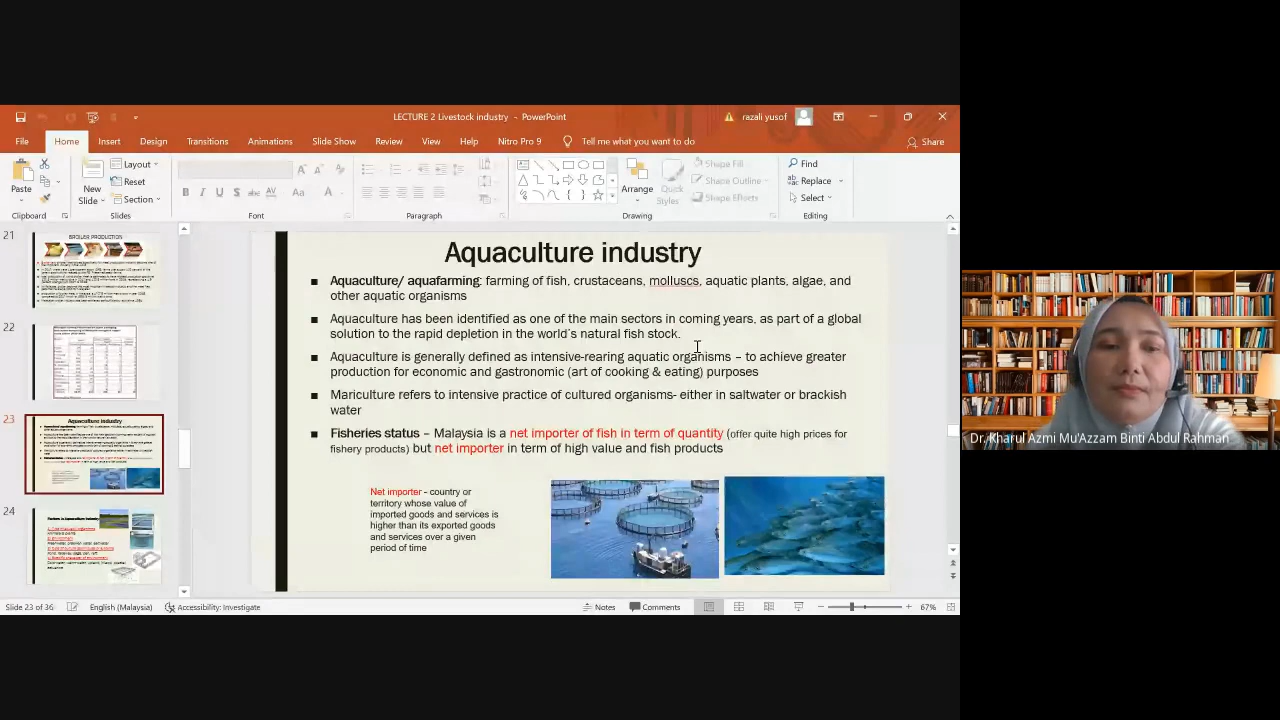 LECTURE 2 Livestock industry - PowerPoint
razali yusof
File Home Insert Design Transitions Animations Slide Show Review View Help Nitro Pro 9 Tell me what you want to do Share
Paste
New Slide
Layout
Reset
Section
Arrange
Quick Styles
Shape Fill
Shape Outline
Shape Effects
Find
Replace
Select
Clipboard Slides Font Paragraph Drawing Editing
21
BROILER PRODUCTION
22
23
Aquaculture industry
24
Aquaculture industry
Aquaculture/ aquafarming: farming of fish, crustaceans, molluscs, aquatic plants, algae, and
other aquatic organisms
Aquaculture has been identified as one of the main sectors in coming years, as part of a global
solution to the rapid depletion the world's natural fish stock.
Aquaculture is generally defined as intensive-rearing aquatic organisms – to achieve greater
production for economic and gastronomic (art of cooking & eating) purposes
Mariculture refers to intensive practice of cultured organisms- either in saltwater or brackish
water
Fisheries status – Malaysia is a net importer of fish in term of quantity (offer quite high prices for
fishery products) but net importer in term of high value and fish products
Net importer - country or
territory whose value of
imported goods and services is
higher than its exported goods
and services over a given
period of time
Dr. Kharul Azmi Mu'Azzam Binti Abdul Rahman
Slide 23 of 36 English (Malaysia) Accessibility: Investigate Notes Comments 67%